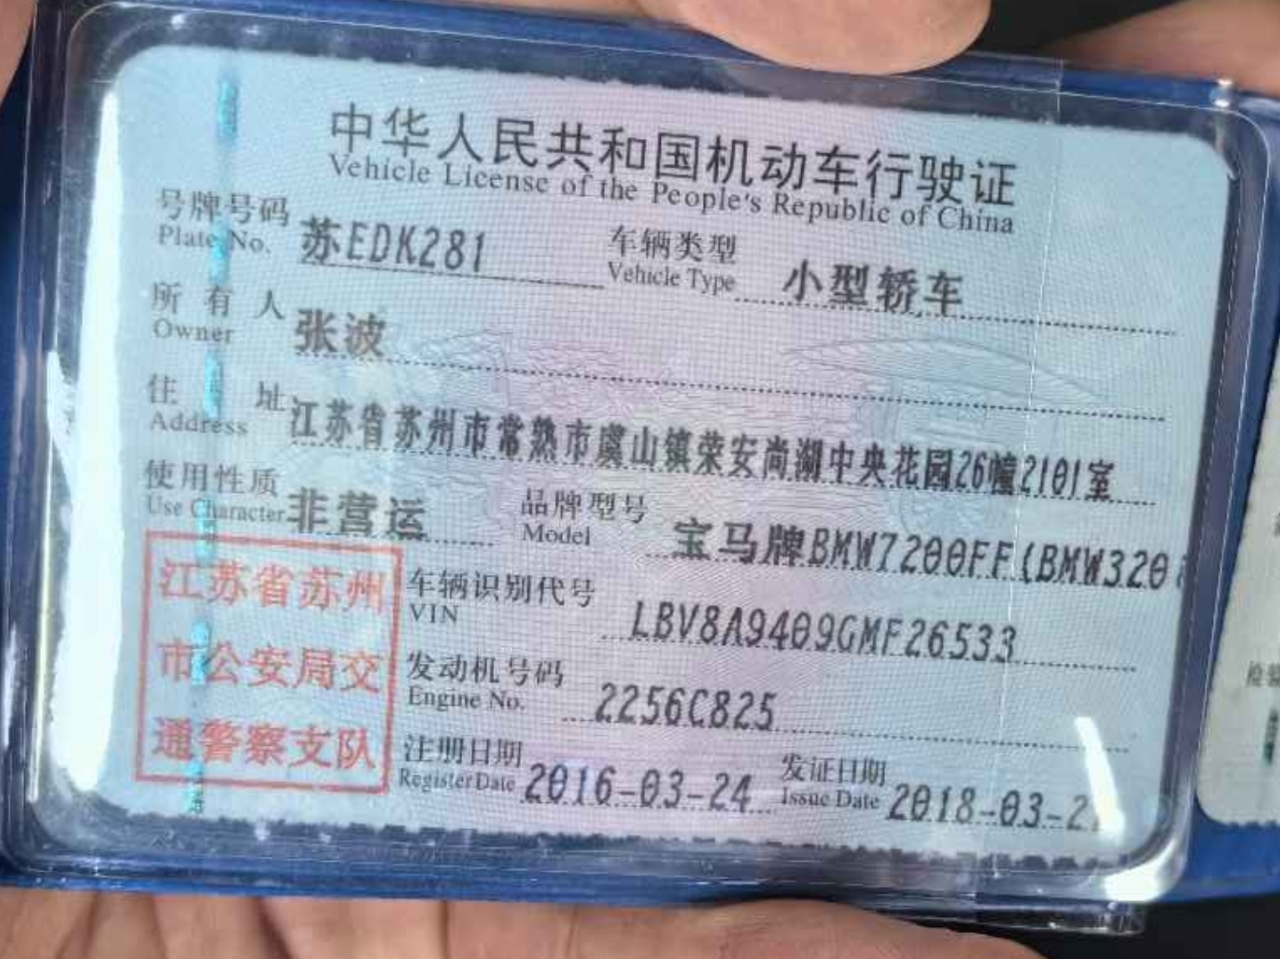 中华人民共和国机动车行驶证
Vehicle License of the People's Republic of China
号牌号码 苏EDK281 车辆类型 小型轿车
Plate No. Vehicle Type
所有人 张波
Owner
住 址 江苏省苏州市常熟市虞山镇荣安尚湖中央花园26幢2101室
Address
使用性质 非营运 品牌型号 宝马牌BMW7200FF(BMW320
Use Character Model
江苏省苏州
市公安局交
通警察支队
车辆识别代号 LBV8A9409GMF26533
VIN
发动机号码 2256C825
Engine No.
注册日期 2016-03-24 发证日期 2018-03-2
Register Date Issue Date